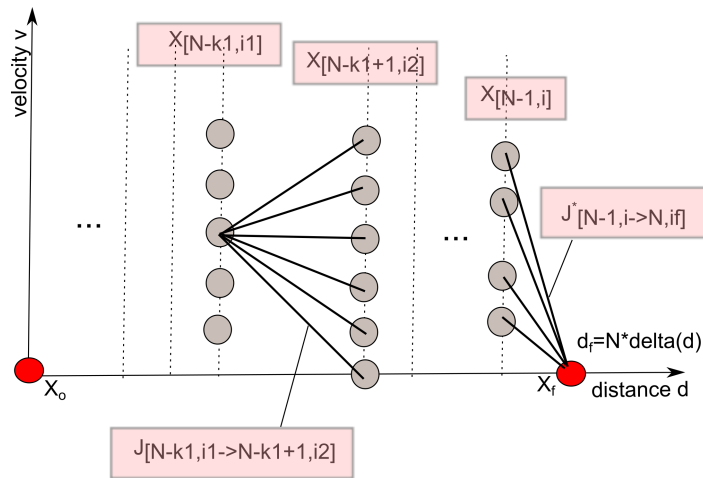 velocity v
X[N-k1,i1]
X[N-k1+1,i2]
X[N-1,i]
...
...
J*[N-1,i->N,if]
df=N*delta(d)
Xo
Xf
distance d
J[N-k1,i1->N-k1+1,i2]